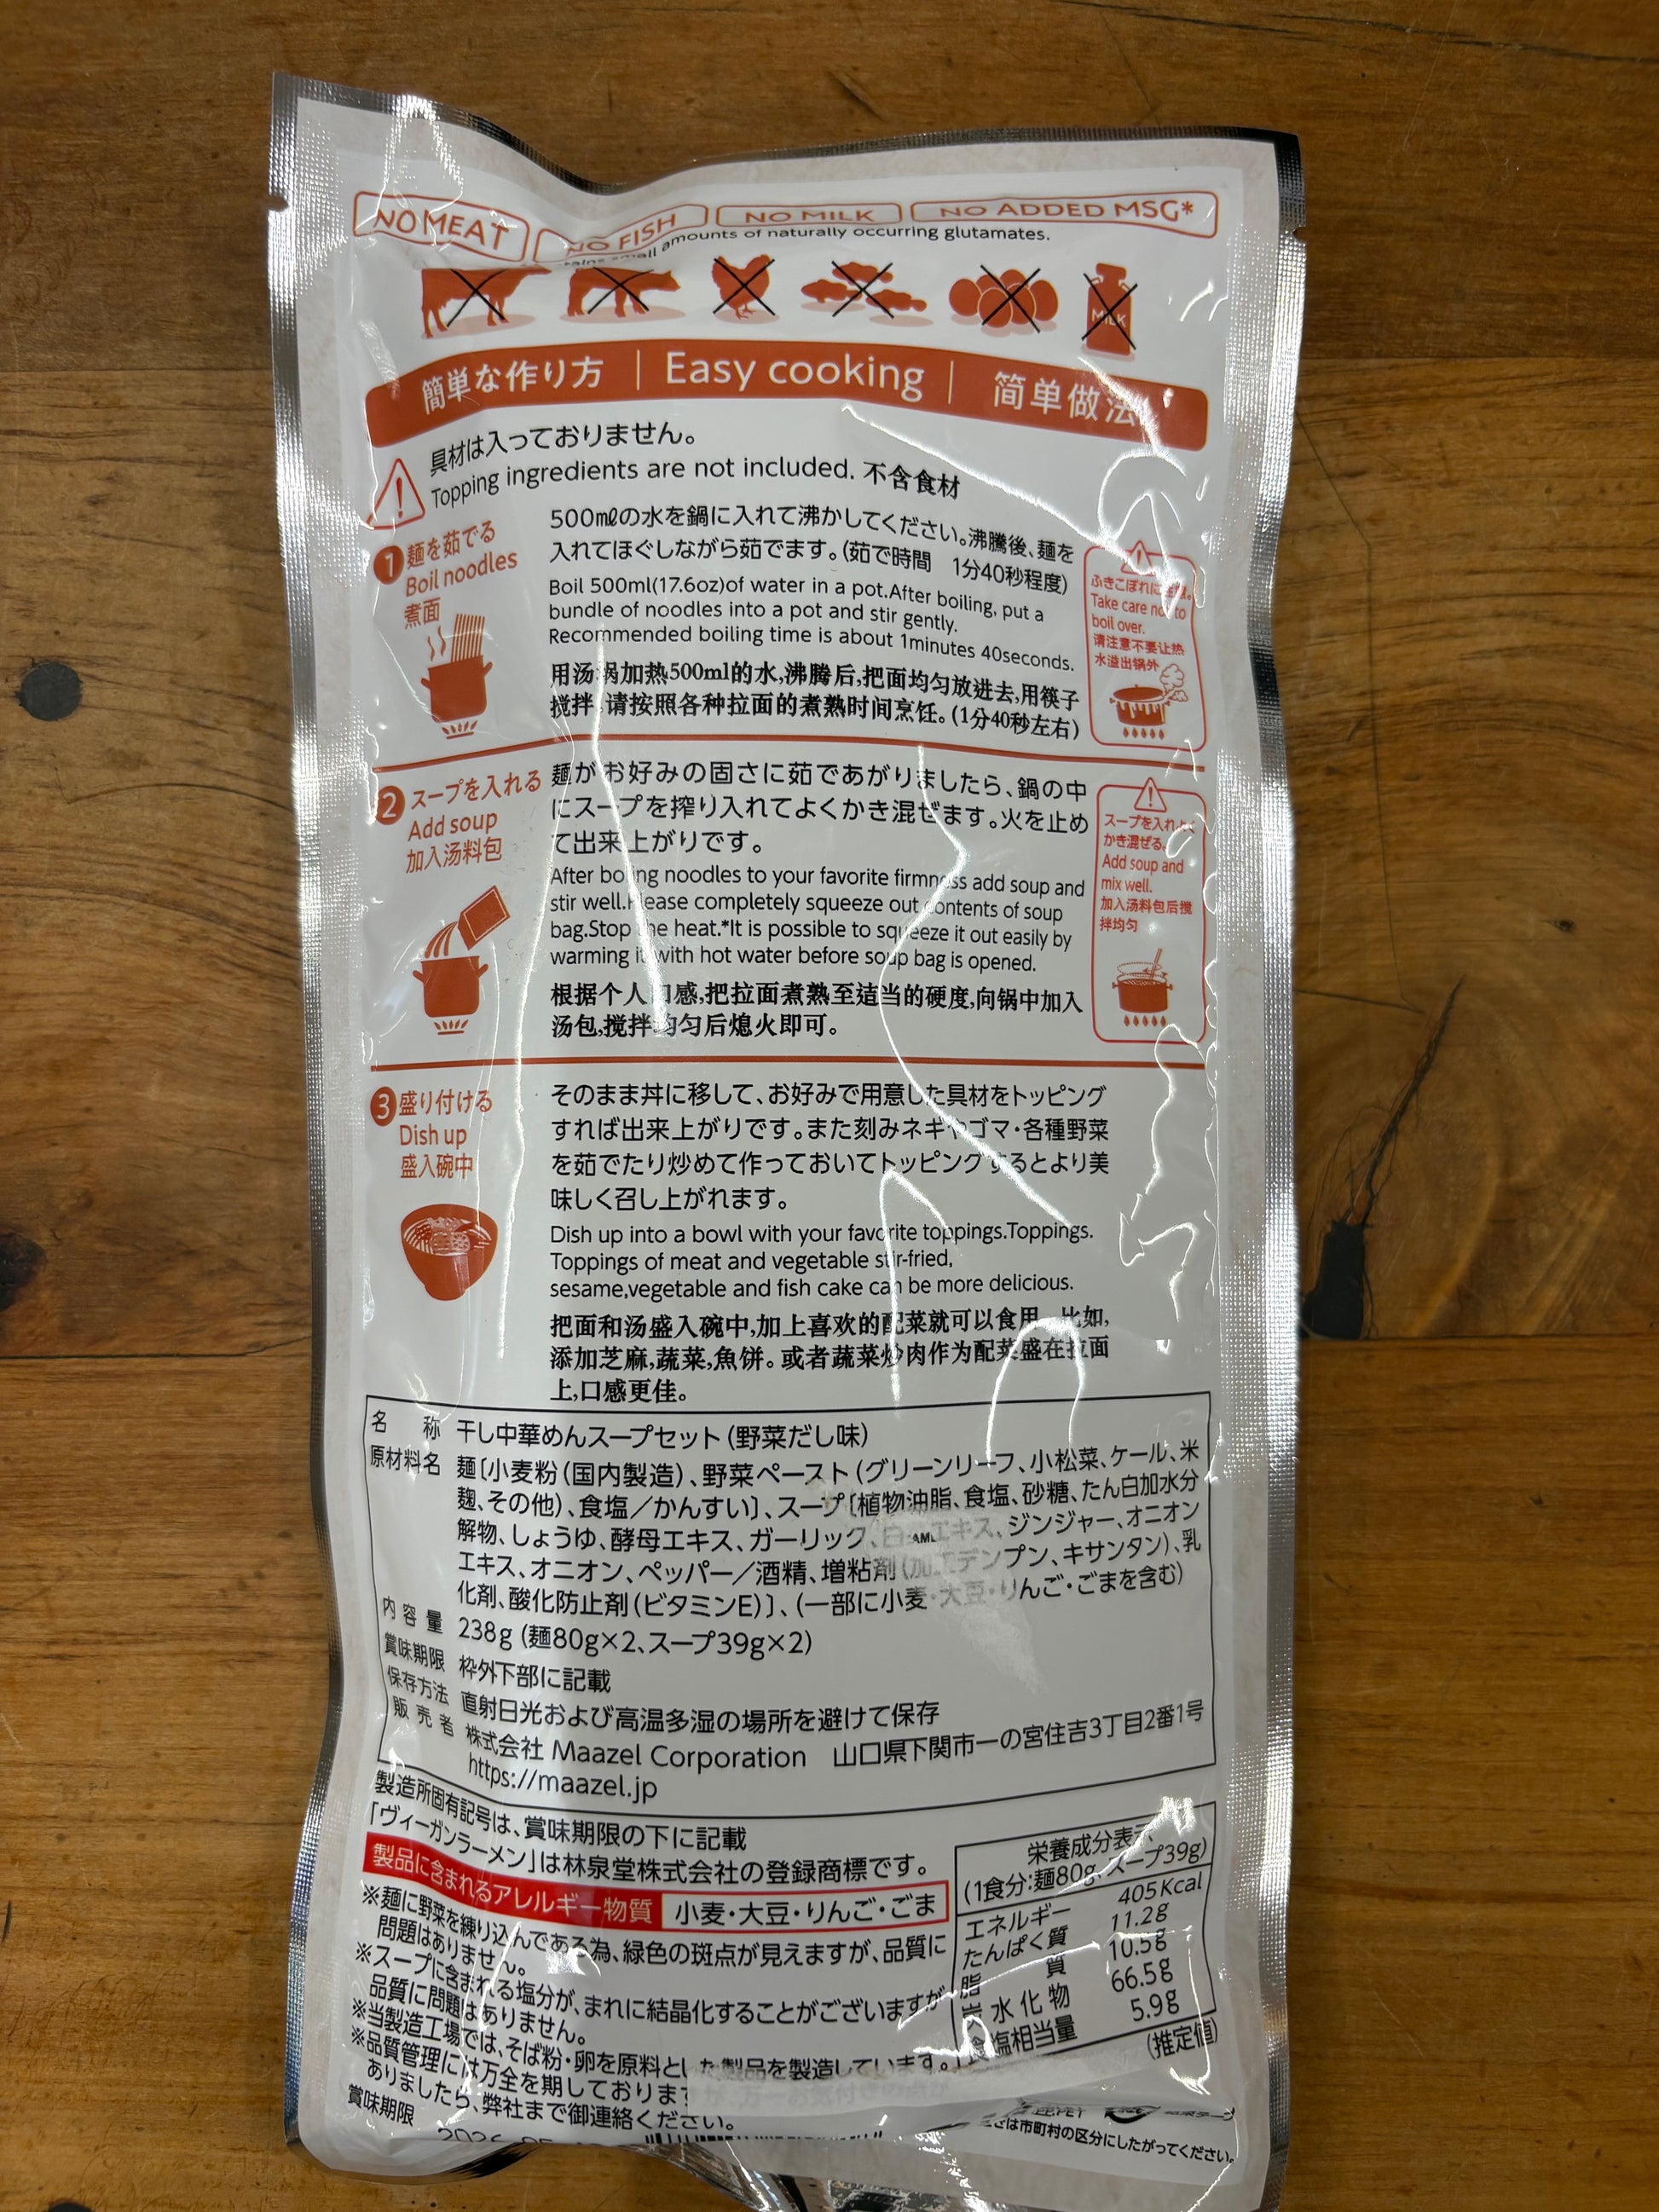 NO MEAT NO FISH NO MILK NO ADDED MSG*
small amounts of naturally occurring glutamates.
MILK
簡単な作り方 | Easy cooking | 简单做法
具材は入っておりません。
Topping ingredients are not included. 不含食材
1 麺を茹でる
Boil noodles
煮面
500mlの水を鍋に入れて沸かしてください。沸騰後、麺を
入れてほぐしながら茹でます。(茹で時間 1分40秒程度)
Boil 500ml(17.6oz)of water in a pot.After boiling, put a
bundle of noodles into a pot and stir gently.
Recommended boiling time is about 1minutes 40seconds.
用汤锅加热500ml的水,沸腾后,把面均匀放进去,用筷子
搅拌,请按照各种拉面的煮熟时间烹饪。(1分40秒左右)
ふきこぼれに注意。
Take care not to
boil over.
请注意不要让热
水溢出锅外
2 スープを入れる
Add soup
加入汤料包
麺がお好みの固さに茹であがりましたら、鍋の中
にスープを搾り入れてよくかき混ぜます。火を止め
て出来上がりです。
After boiling noodles to your favorite firmness add soup and
stir well.Please completely squeeze out contents of soup
bag.Stop the heat.*It is possible to squeeze it out easily by
warming it with hot water before soup bag is opened.
根据个人口感,把拉面煮熟至适当的硬度,向锅中加入
汤包,搅拌均匀后熄火即可。
スープを入れよく
かき混ぜる。
Add soup and
mix well.
加入汤料包后搅
拌均匀
3 盛り付ける
Dish up
盛入碗中
そのまま丼に移して、お好みで用意した具材をトッピング
すれば出来上がりです。また刻みネギやゴマ・各種野菜
を茹でたり炒めて作っておいてトッピングするとより美
味しく召し上がれます。
Dish up into a bowl with your favorite toppings.Toppings.
Toppings of meat and vegetable stir-fried,
sesame,vegetable and fish cake can be more delicious.
把面和汤盛入碗中,加上喜欢的配菜就可以食用。比如,
添加芝麻,蔬菜,魚饼。或者蔬菜炒肉作为配菜盛在拉面
上,口感更佳。
名称 干し中華めんスープセット(野菜だし味)
原材料名 麺〔小麦粉(国内製造)、野菜ペースト(グリーンリーフ、小松菜、ケール、米
麹、その他)、食塩/かんすい〕、スープ〔植物油脂、食塩、砂糖、たん白加水分
解物、しょうゆ、酵母エキス、ガーリック、エキス、ジンジャー、オニオン
エキス、オニオン、ペッパー/酒精、増粘剤(加工デンプン、キサンタン)、乳
化剤、酸化防止剤(ビタミンE)〕、(一部に小麦・大豆・りんご・ごまを含む)
内容量 238g(麺80g×2、スープ39g×2)
賞味期限 枠外下部に記載
保存方法 直射日光および高温多湿の場所を避けて保存
販売者 株式会社 Maazel Corporation 山口県下関市一の宮住吉3丁目2番1号
https://maazel.jp
製造所固有記号は、賞味期限の下に記載
「ヴィーガンラーメン」は林泉堂株式会社の登録商標です。
製品に含まれるアレルギー物質 小麦・大豆・りんご・ごま
※麺に野菜を練り込んである為、緑色の斑点が見えますが、品質に
問題はありません。
※スープに含まれる塩分が、まれに結晶化することがございますが
品質に問題はありません。
※当製造工場では、そば粉・卵を原料とした製品を製造しています。
※品質管理には万全を期しております
ありましたら、弊社まで御連絡ください。
賞味期限
栄養成分表示
(1食分:麺80g、スープ39g)
エネルギー 405Kcal
たんぱく質 11.2g
脂質 10.5g
炭水化物 66.5g
食塩相当量 5.9g
(推定値)
は市町村の区分にしたがってください。